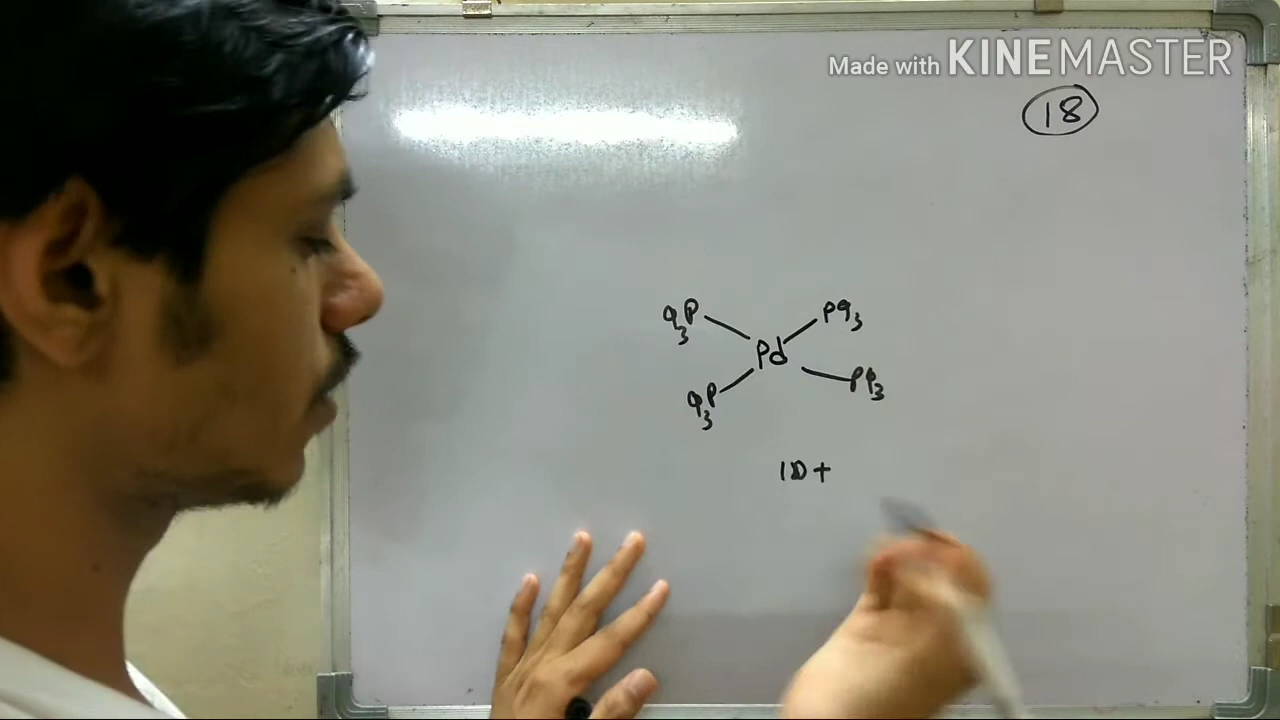 Made with KINEMASTER
18
φ3P PΦ3
Pd
φ3P PΦ3
10+